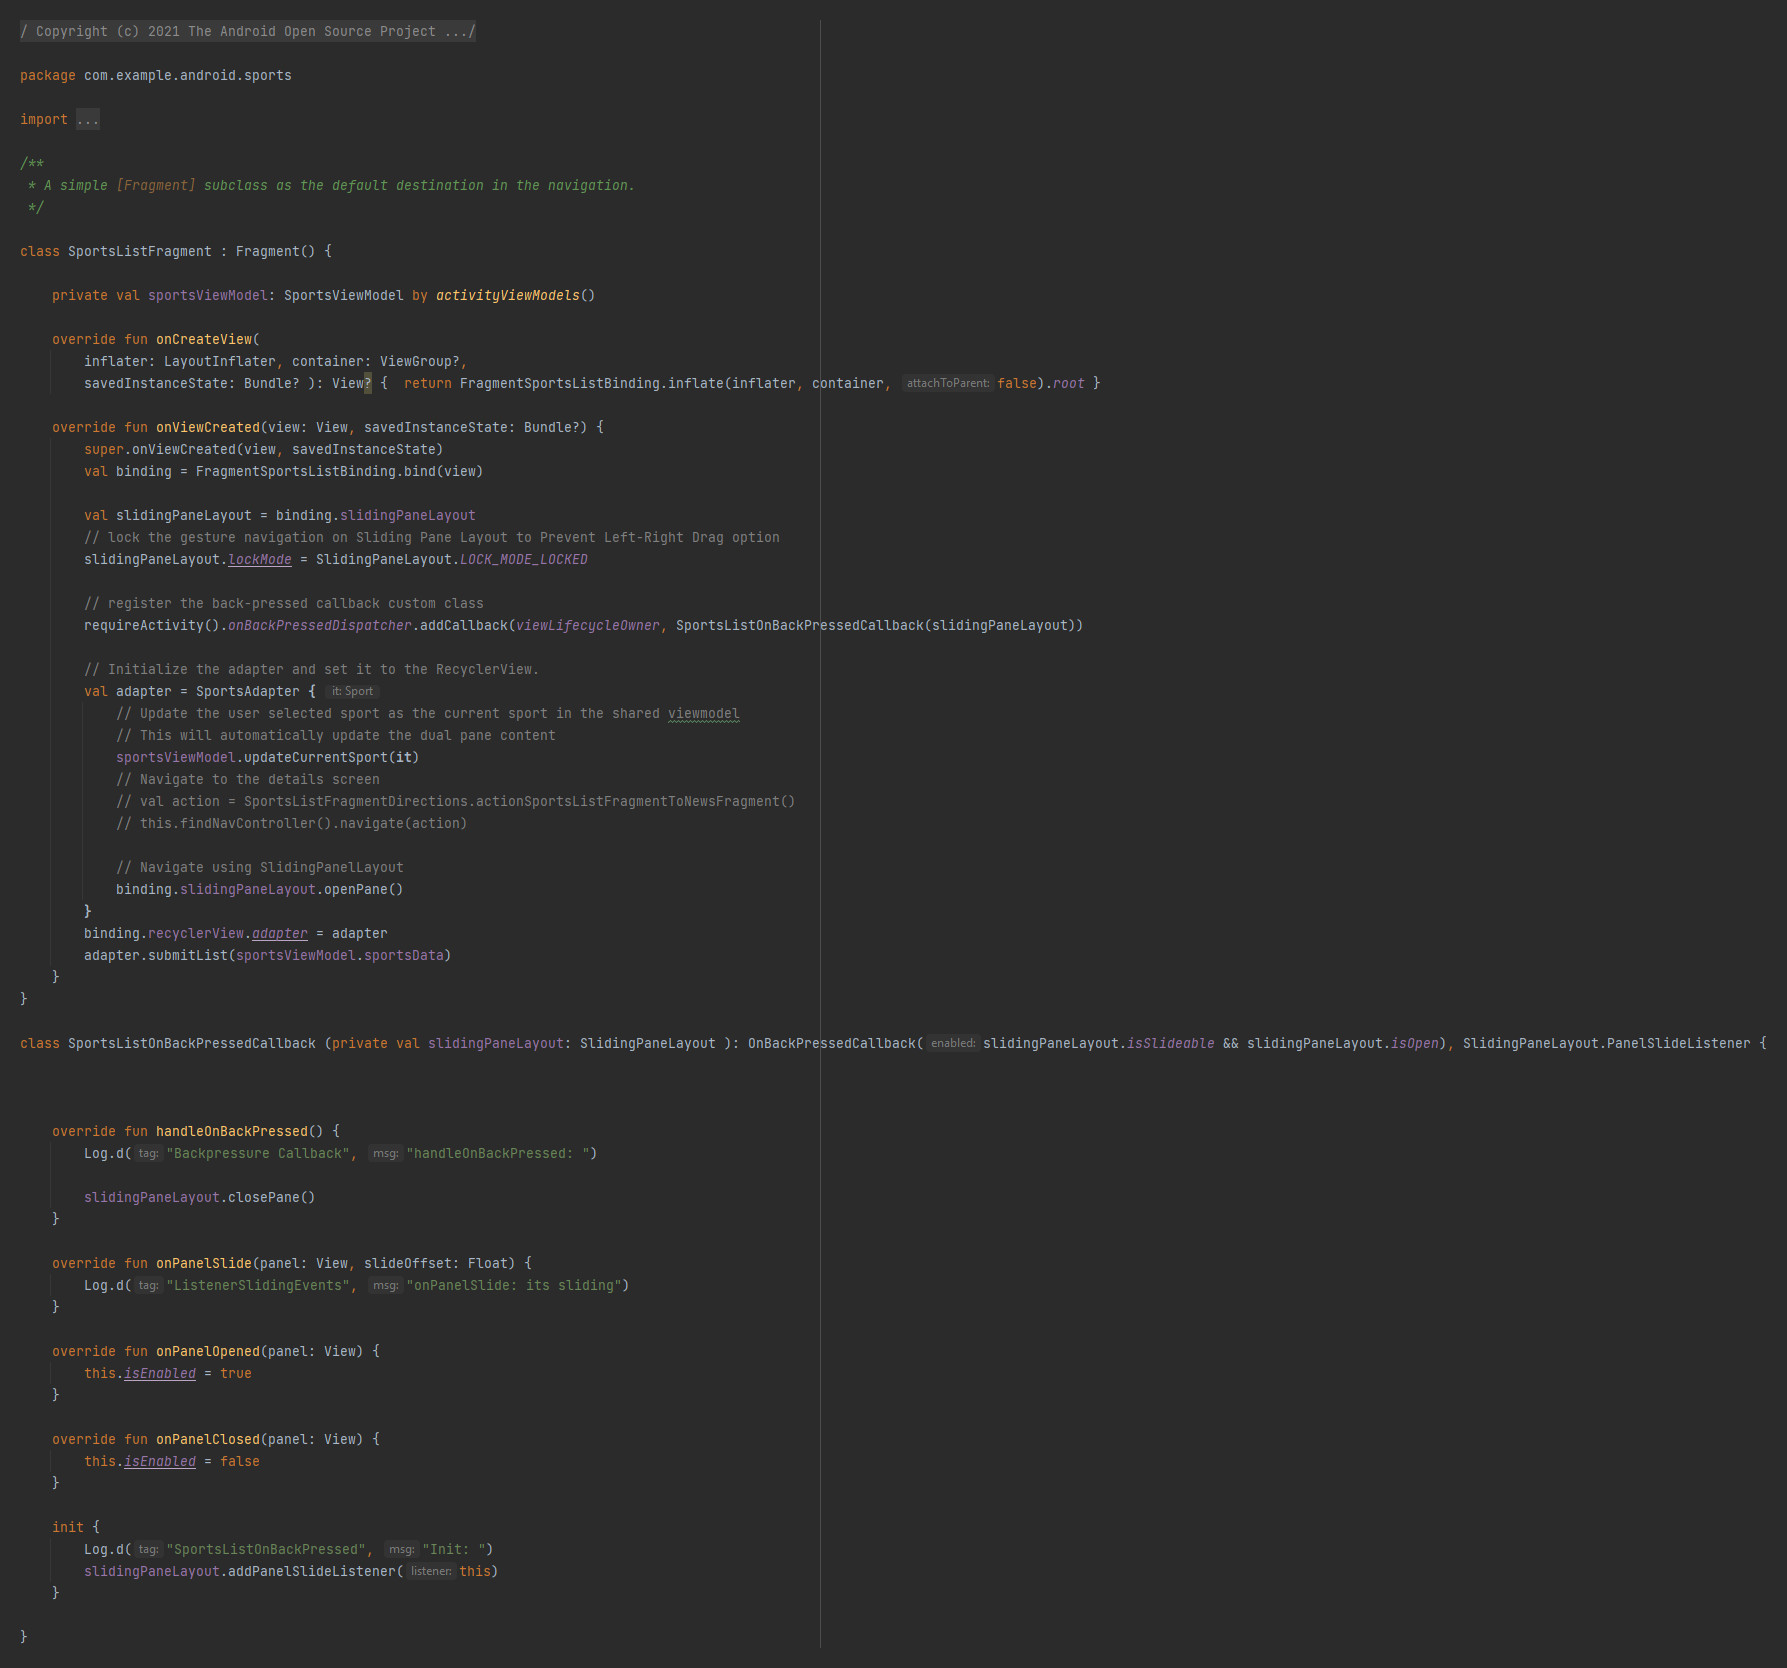 / Copyright (c) 2021 The Android Open Source Project .../
package com.example.android.sports
import ...
/**
* A simple [Fragment] subclass as the default destination in the navigation.
*/
class SportsListFragment : Fragment() {
private val sportsViewModel: SportsViewModel by activityViewModels()
override fun onCreateView(
inflater: LayoutInflater, container: ViewGroup?,
savedInstanceState: Bundle? ): View? {  return FragmentSportsListBinding.inflate(inflater, container, attachToParent: false).root }
override fun onViewCreated(view: View, savedInstanceState: Bundle?) {
super.onViewCreated(view, savedInstanceState)
val binding = FragmentSportsListBinding.bind(view)
val slidingPaneLayout = binding.slidingPaneLayout
// lock the gesture navigation on Sliding Pane Layout to Prevent Left-Right Drag option
slidingPaneLayout.lockMode = SlidingPaneLayout.LOCK_MODE_LOCKED
// register the back-pressed callback custom class
requireActivity().onBackPressedDispatcher.addCallback(viewLifecycleOwner, SportsListOnBackPressedCallback(slidingPaneLayout))
// Initialize the adapter and set it to the RecyclerView.
val adapter = SportsAdapter { it: Sport
// Update the user selected sport as the current sport in the shared viewmodel
// This will automatically update the dual pane content
sportsViewModel.updateCurrentSport(it)
// Navigate to the details screen
// val action = SportsListFragmentDirections.actionSportsListFragmentToNewsFragment()
// this.findNavController().navigate(action)
// Navigate using SlidingPanelLayout
binding.slidingPaneLayout.openPane()
}
binding.recyclerView.adapter = adapter
adapter.submitList(sportsViewModel.sportsData)
}
}
class SportsListOnBackPressedCallback (private val slidingPaneLayout: SlidingPaneLayout ): OnBackPressedCallback( enabled: slidingPaneLayout.isSlideable && slidingPaneLayout.isOpen), SlidingPaneLayout.PanelSlideListener {
override fun handleOnBackPressed() {
Log.d( tag: "Backpressure Callback", msg: "handleOnBackPressed: ")
slidingPaneLayout.closePane()
}
override fun onPanelSlide(panel: View, slideOffset: Float) {
Log.d( tag: "ListenerSlidingEvents", msg: "onPanelSlide: its sliding")
}
override fun onPanelOpened(panel: View) {
this.isEnabled = true
}
override fun onPanelClosed(panel: View) {
this.isEnabled = false
}
init {
Log.d( tag: "SportsListOnBackPressed", msg: "Init: ")
slidingPaneLayout.addPanelSlideListener( listener: this)
}
}